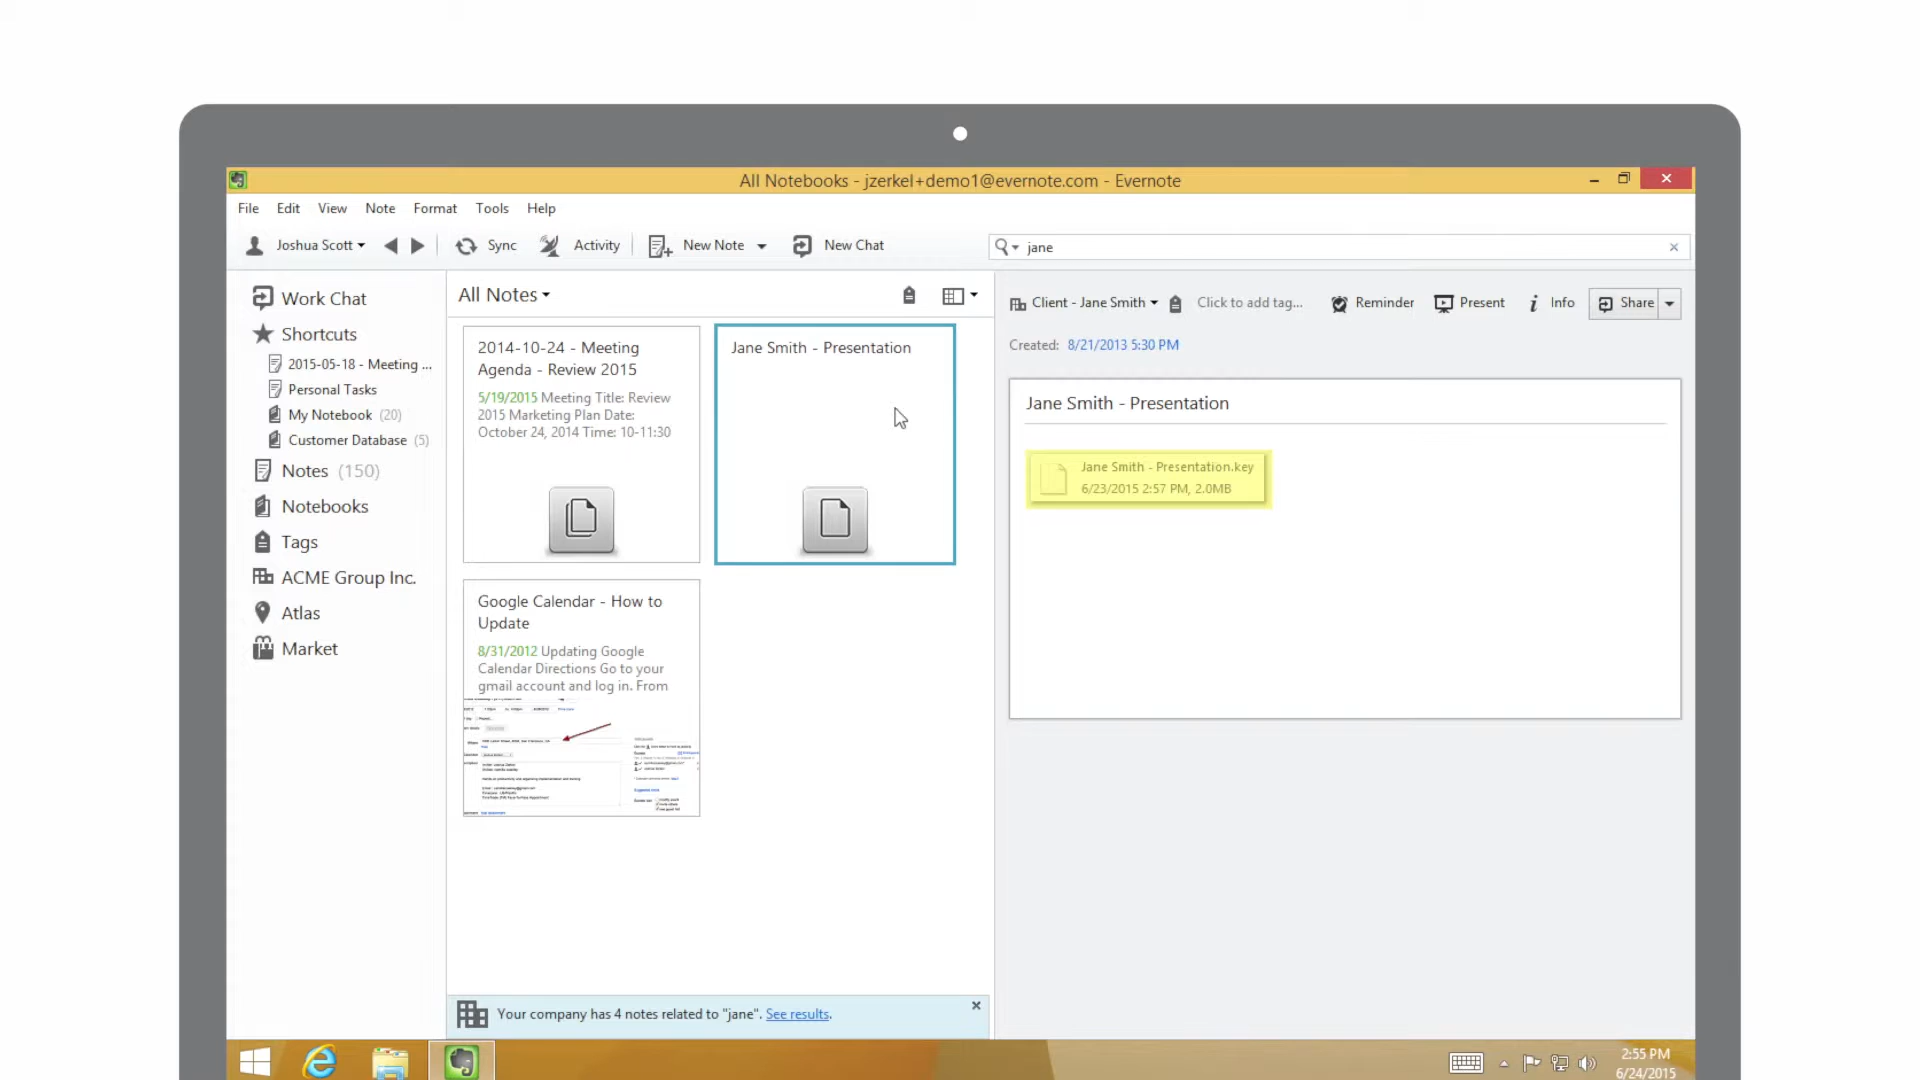 All Notebooks - jzerkel+demo1@evernote.com - Evernote
File Edit View Note Format Tools Help
Joshua Scott Sync Activity New Note New Chat jane
Work Chat
Shortcuts
2015-05-18 - Meeting ...
Personal Tasks
My Notebook (20)
Customer Database (5)
Notes (150)
Notebooks
Tags
ACME Group Inc.
Atlas
Market
All Notes
2014-10-24 - Meeting
Agenda - Review 2015
5/19/2015 Meeting Title: Review
2015 Marketing Plan Date:
October 24, 2014 Time: 10-11:30
Jane Smith - Presentation
Google Calendar - How to
Update
8/31/2012 Updating Google
Calendar Directions Go to your
gmail account and log in. From
Your company has 4 notes related to "jane". See results.
Client - Jane Smith Click to add tag... Reminder Present Info Share
Created: 8/21/2013 5:30 PM
Jane Smith - Presentation
Jane Smith - Presentation.key
6/23/2015 2:57 PM, 2.0MB
2:55 PM
6/24/2015